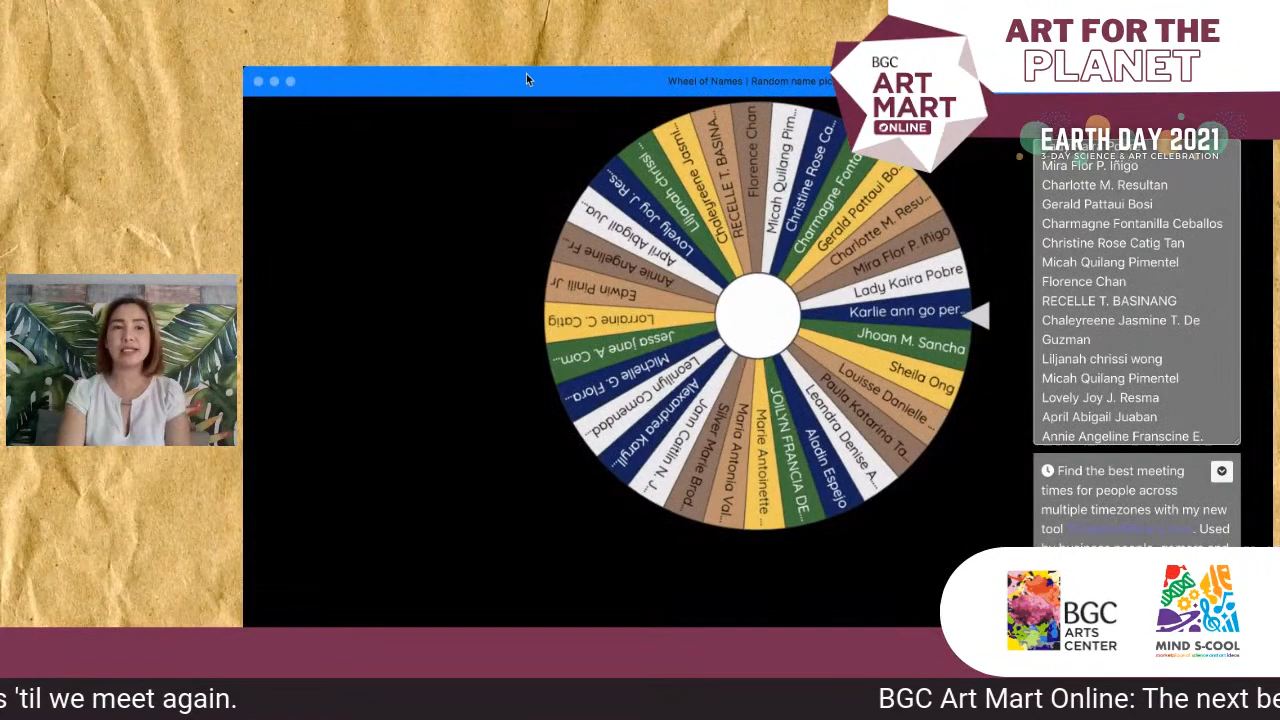 Wheel of Names | Random name pic
BGC
ART
MART
ONLINE
ART FOR THE
PLANET
EARTH DAY 2021
3-DAY SCIENCE & ART CELEBRATION
Florence Chan
Micah Quilang Pim...
Christine Rose Ca...
Charmagne Fonta
Gerald Pattaui Bo...
Charlotte M. Resu...
Mira Flor P. Iñigo
Lady Kaira Pobre
Karlie ann go per...
Jhoan M. Sancha
Sheila Ong
Louisse Danielle ...
Paula Katarina Ta...
Leandra Denise A...
Aladin Espejo
JOILYN FRANCIA DE...
Marie Antoinette ...
Maria Antonia Val...
Silver Marie Brod...
Jann Caitlin N. J...
Alexandrea Karyll...
Leonilyn Comendad...
Michelle G. Flora...
Jessa jane A. Com...
Lorraine C. Catig
Edwin Pinili Jr
Annie Angeline Fr...
April Abigail Jua...
Lovely Joy J. Res...
Liljanah chrissi ...
Chaleyreene Jasmi...
RECELLE T. BASINA...
Mira Flor P. Iñigo
Charlotte M. Resultan
Gerald Pattaui Bosi
Charmagne Fontanilla Ceballos
Christine Rose Catig Tan
Micah Quilang Pimentel
Florence Chan
RECELLE T. BASINANG
Chaleyreene Jasmine T. De
Guzman
Liljanah chrissi wong
Micah Quilang Pimentel
Lovely Joy J. Resma
April Abigail Juaban
Annie Angeline Franscine E.
Find the best meeting
times for people across
multiple timezones with my new
tool . Used
BGC
ARTS
CENTER
MIND S-COOL
marketplace of science and art ideas
s 'til we meet again.
BGC Art Mart Online: The next be